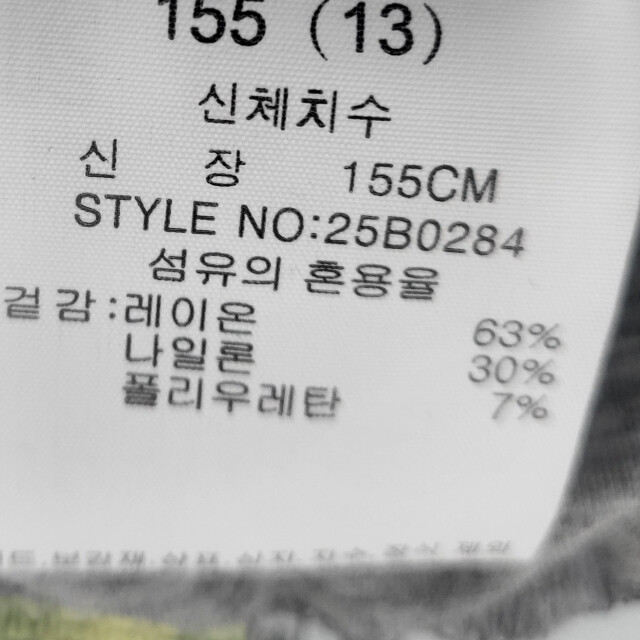 155 (13)
신체치수
신 장 155CM
STYLE NO:25B0284
섬유의 혼용율
겉감:레이온 63%
나일론 30%
폴리우레탄 7%